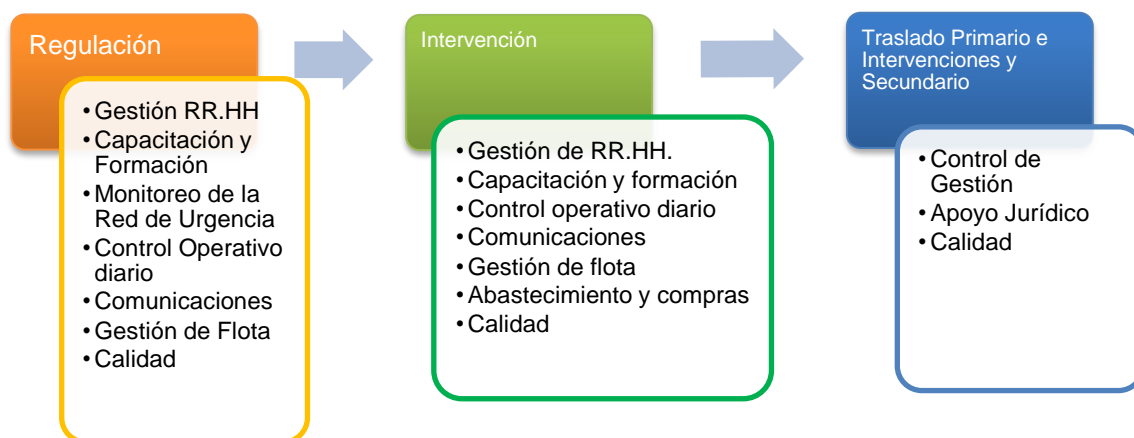 Regulación
• Gestión RR.HH
• Capacitación y
Formación
• Monitoreo de la
Red de Urgencia
• Control Operativo
diario
• Comunicaciones
• Gestión de Flota
• Calidad
Intervención
• Gestión de RR.HH.
• Capacitación y formación
• Control operativo diario
• Comunicaciones
• Gestión de flota
• Abastecimiento y compras
• Calidad
Traslado Primario e
Intervenciones y
Secundario
• Control de
Gestión
• Apoyo Jurídico
• Calidad